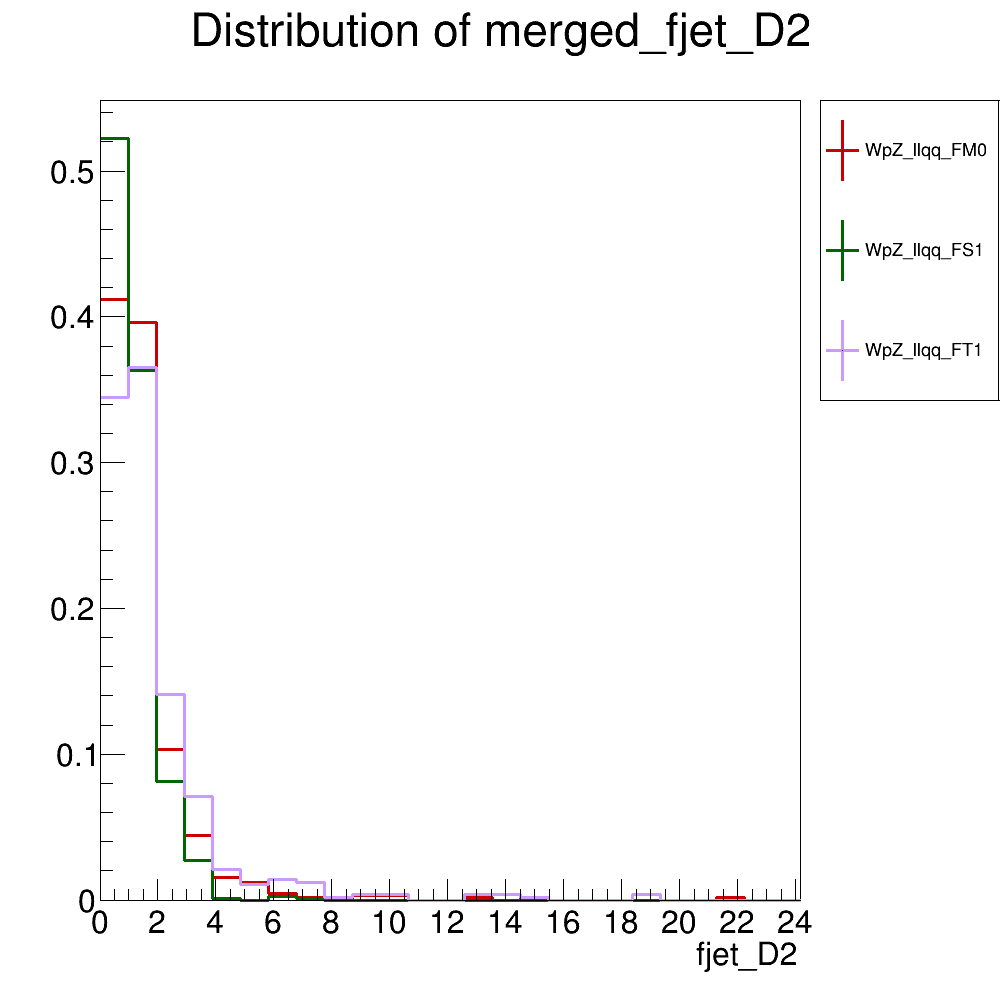 Distribution of merged_fjet_D2
WpZ_llqq_FM0
WpZ_llqq_FS1
WpZ_llqq_FT1
0.5
0.4
0.3
0.2
0.1
0
0 2 4 6 8 10 12 14 16 18 20 22 24
fjet_D2